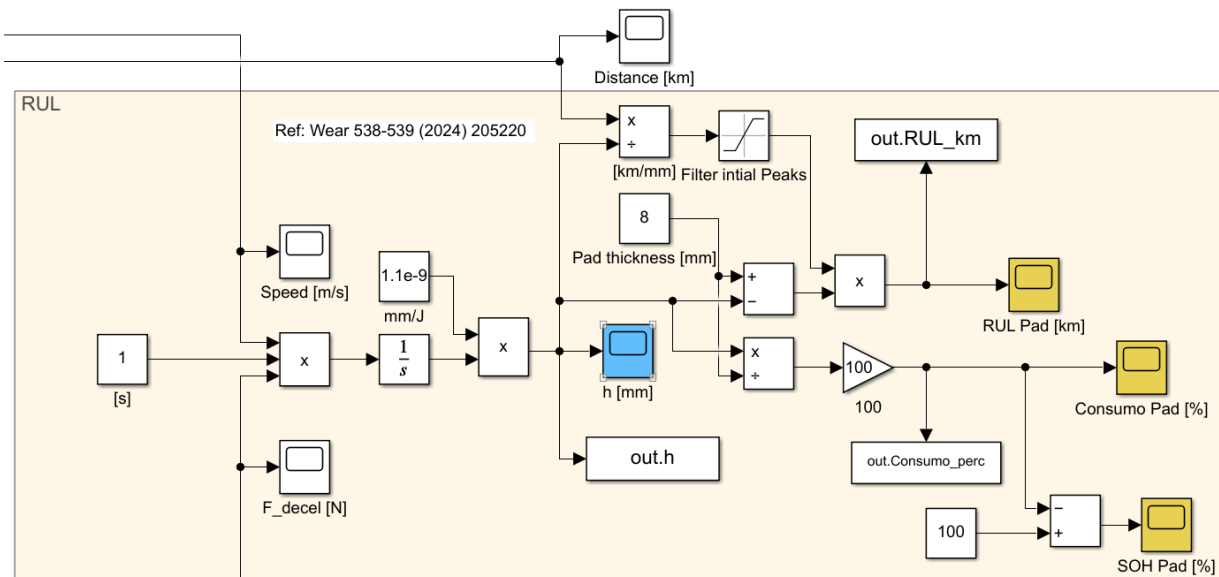 Distance [km]
RUL
Ref: Wear 538-539 (2024) 205220
x
÷
[km/mm]
Filter intial Peaks
out.RUL_km
8
Pad thickness [mm]
Speed [m/s]
1.1e-9
mm/J
+
−
x
RUL Pad [km]
1
[s]
x
1
s
x
h [mm]
x
÷
100
100
Consumo Pad [%]
out.h
out.Consumo_perc
F_decel [N]
100
−
+
SOH Pad [%]